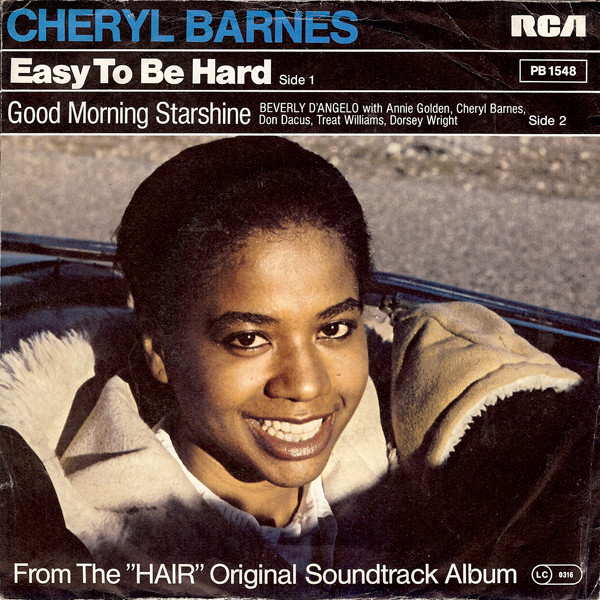 CHERYL BARNES RCA
Easy To Be Hard Side 1 PB 1548
Good Morning Starshine BEVERLY D'ANGELO with Annie Golden, Cheryl Barnes,
Don Dacus, Treat Williams, Dorsey Wright Side 2
From The "HAIR" Original Soundtrack Album LC 0316